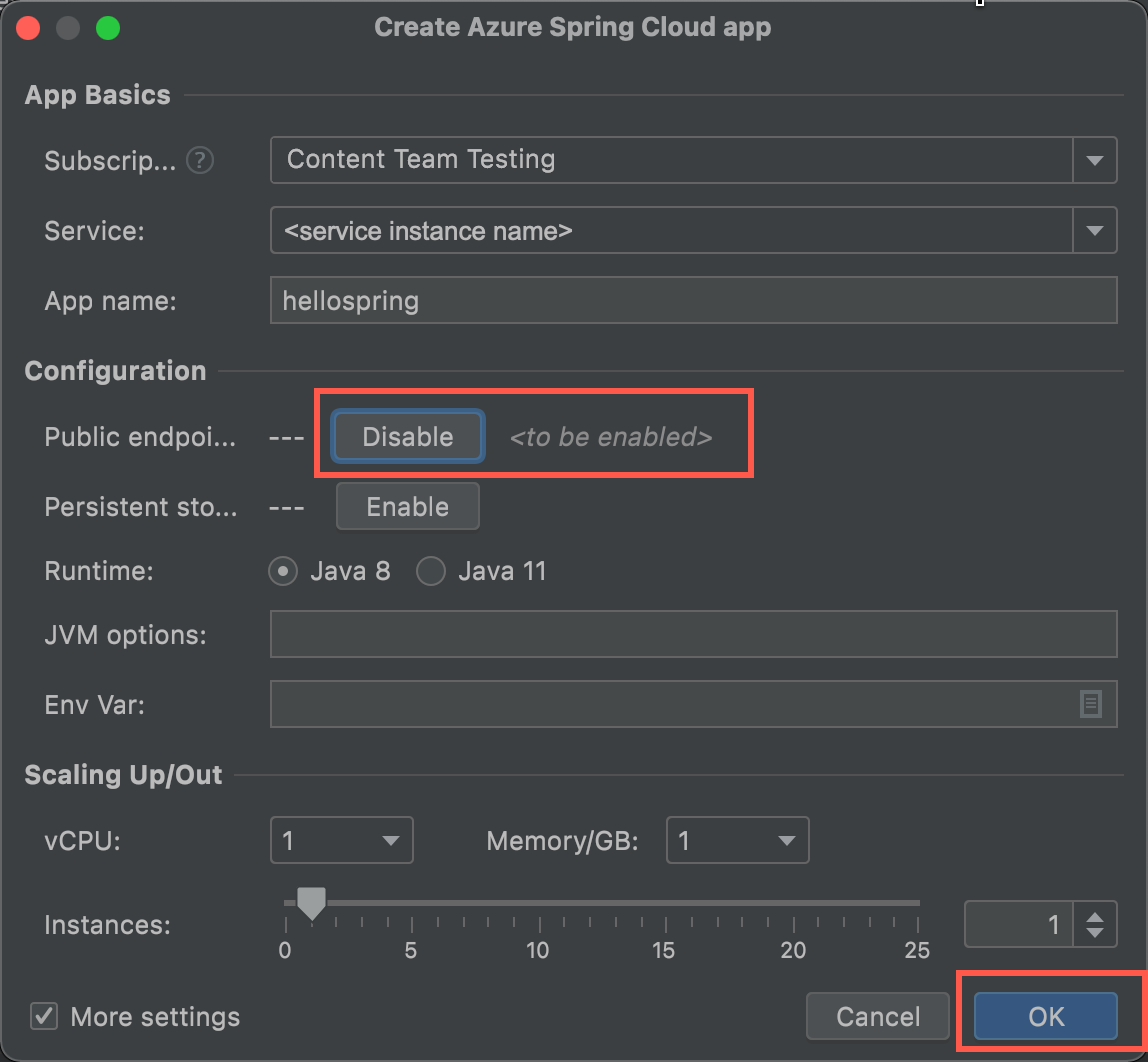 Create Azure Spring Cloud app
App Basics
Subscrip... ? Content Team Testing
Service: <service instance name>
App name: hellospring
Configuration
Public endpoi... --- Disable <to be enabled>
Persistent sto... --- Enable
Runtime: Java 8 Java 11
JVM options:
Env Var:
Scaling Up/Out
vCPU: 1 Memory/GB: 1
Instances: 1
0 5 10 15 20 25
More settings Cancel OK